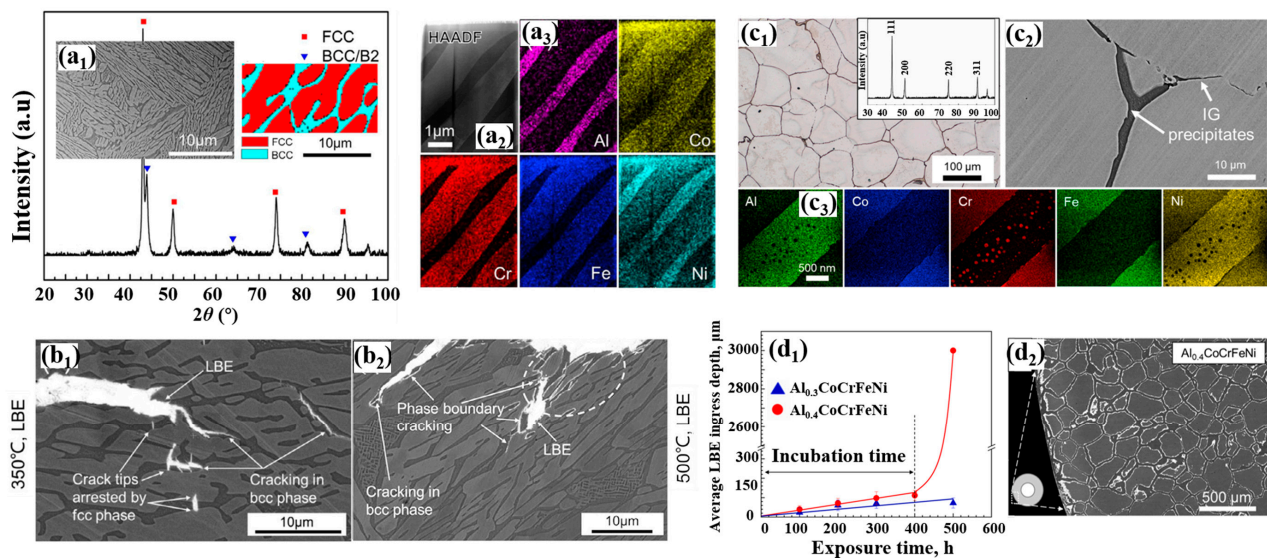 (a1)
FCC
BCC/B2
10μm
FCC
BCC
10μm
Intensity (a.u)
20 30 40 50 60 70 80 90 100
2θ (°)
HAADF
1μm
(a2)
(a3)
Al
Co
Cr
Fe
Ni
(c1)
Intensity (a.u)
111
200
220
311
30 40 50 60 70 80 90 100
100 μm
(c2)
IG
precipitates
10 μm
(c3)
Al
Co
Cr
Fe
Ni
500 nm
350℃, LBE
(b1)
LBE
Crack tips
arrested by
fcc phase
Cracking in
bcc phase
10μm
(b2)
Phase boundary
cracking
LBE
Cracking in
bcc phase
10μm
500℃, LBE
(d1)
Average LBE ingress depth, μm
3000
2800
2600
300
150
0
Al0.3CoCrFeNi
Al0.4CoCrFeNi
Incubation time
0 100 200 300 400 500 600
Exposure time, h
(d2)
Al0.4CoCrFeNi
500 μm